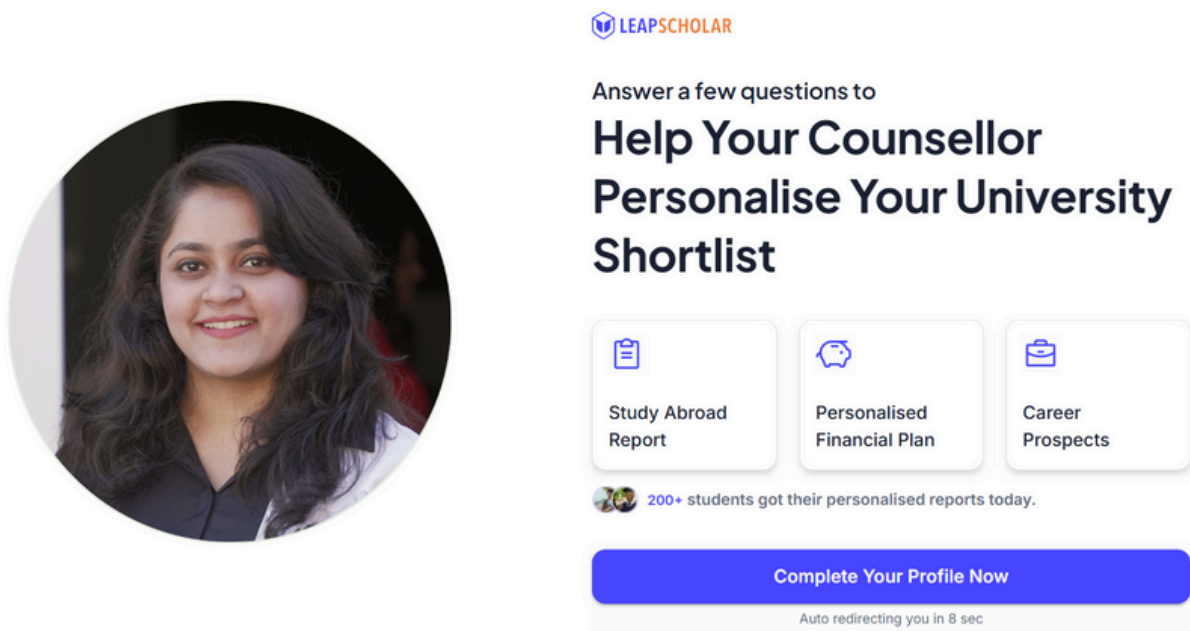 LEAPSCHOLAR
Answer a few questions to
Help Your Counsellor
Personalise Your University
Shortlist
Study Abroad
Report
Personalised
Financial Plan
Career
Prospects
200+ students got their personalised reports today.
Complete Your Profile Now
Auto redirecting you in 8 sec